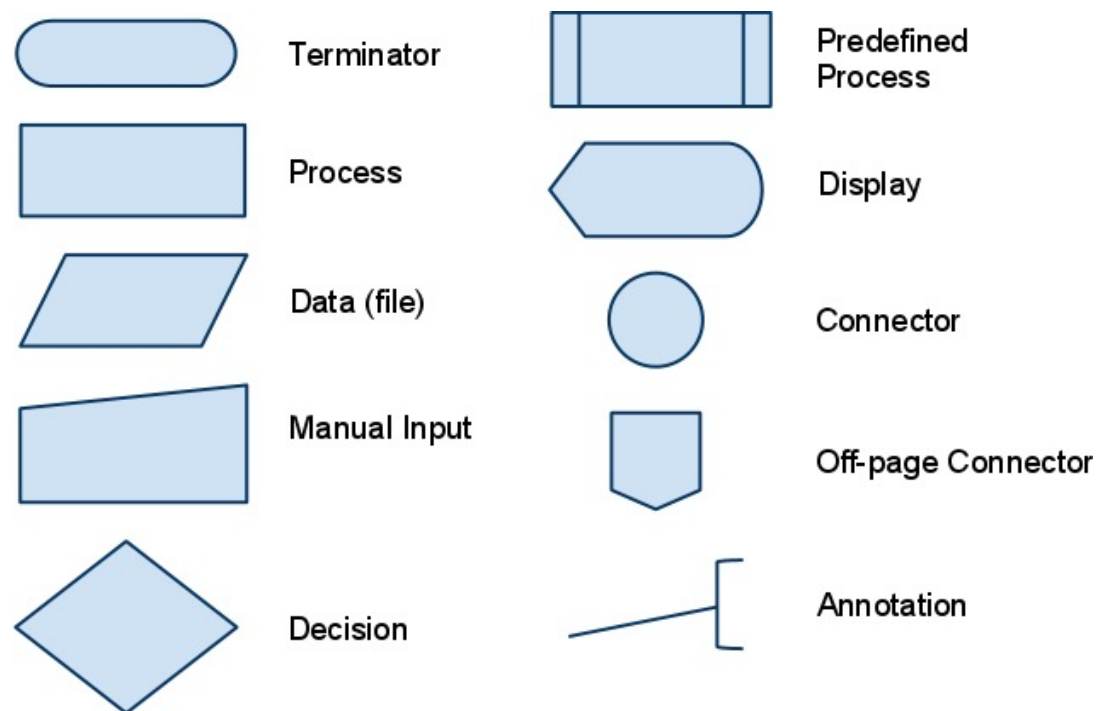 Terminator
Process
Data (file)
Manual Input
Decision
Predefined
Process
Display
Connector
Off-page Connector
Annotation